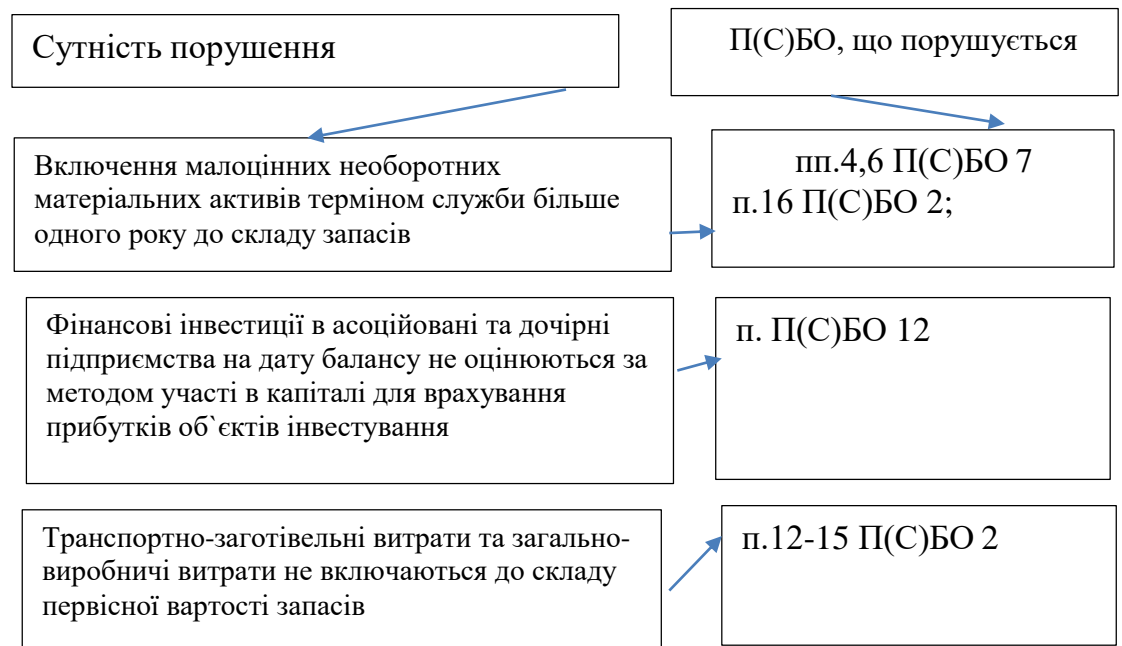 Сутність порушення
П(С)БО, що порушується
Включення малоцінних необоротних
матеріальних активів терміном служби більше
одного року до складу запасів
пп.4,6 П(С)БО 7
п.16 П(С)БО 2;
Фінансові інвестиції в асоційовані та дочірні
підприємства на дату балансу не оцінюються за
методом участі в капіталі для врахування
прибутків об`єктів інвестування
п. П(С)БО 12
Транспортно-заготівельні витрати та загально-
виробничі витрати не включаються до складу
первісної вартості запасів
п.12-15 П(С)БО 2